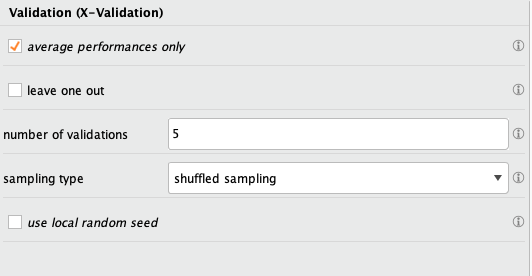 Validation (X-Validation)
average performances only
leave one out
number of validations 5
sampling type shuffled sampling
use local random seed